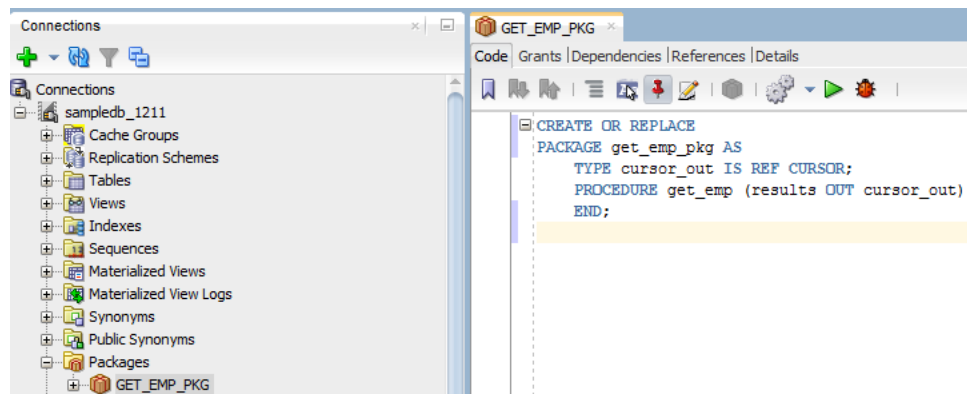 Connections
Connections
sampledb_1211
Cache Groups
Replication Schemes
Tables
Views
Indexes
Sequences
Materialized Views
Materialized View Logs
Synonyms
Public Synonyms
Packages
GET_EMP_PKG
GET_EMP_PKG
Code Grants |Dependencies |References |Details
CREATE OR REPLACE
PACKAGE get_emp_pkg AS
TYPE cursor_out IS REF CURSOR;
PROCEDURE get_emp (results OUT cursor_out)
END;